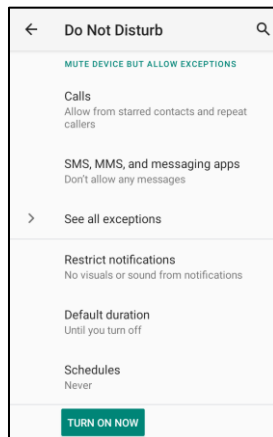 Do Not Disturb
MUTE DEVICE BUT ALLOW EXCEPTIONS
Calls
Allow from starred contacts and repeat
callers
SMS, MMS, and messaging apps
Don't allow any messages
See all exceptions
Restrict notifications
No visuals or sound from notifications
Default duration
Until you turn off
Schedules
Never
TURN ON NOW